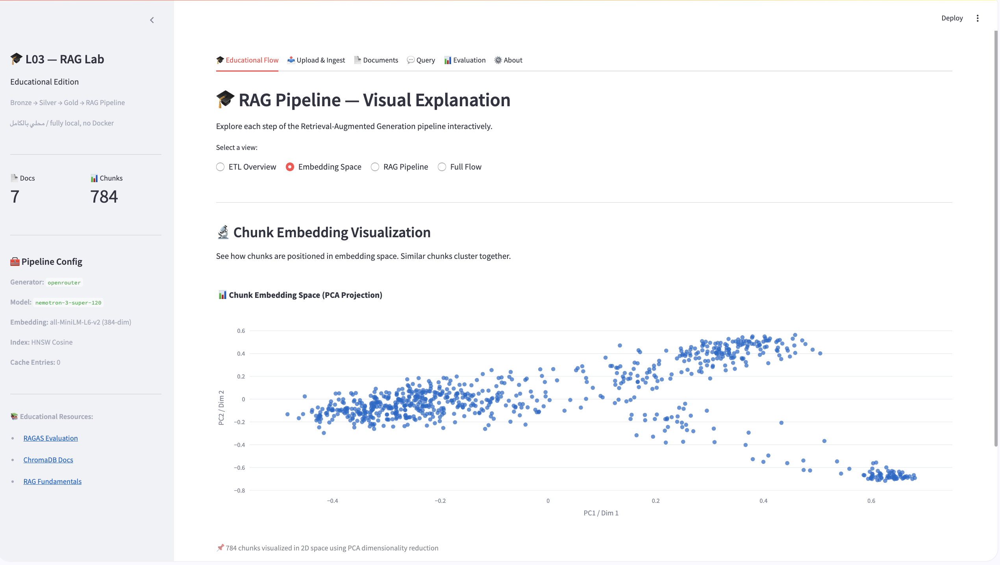 L03 — RAG Lab
Educational Edition
Bronze → Silver → Gold → RAG Pipeline
محلي بالكامل / fully local, no Docker
Docs
7
Chunks
784
Pipeline Config
Generator: openrouter
Model: nemotron-3-super-120
Embedding: all-MiniLM-L6-v2 (384-dim)
Index: HNSW Cosine
Cache Entries: 0
Educational Resources:
RAGAS Evaluation
ChromaDB Docs
RAG Fundamentals
Deploy
Educational Flow
Upload & Ingest
Documents
Query
Evaluation
About
RAG Pipeline — Visual Explanation
Explore each step of the Retrieval-Augmented Generation pipeline interactively.
Select a view:
ETL Overview
Embedding Space
RAG Pipeline
Full Flow
Chunk Embedding Visualization
See how chunks are positioned in embedding space. Similar chunks cluster together.
Chunk Embedding Space (PCA Projection)
PC2 / Dim 2
0.6
0.4
0.2
0
−0.2
−0.4
−0.6
−0.8
−0.4
−0.2
0
0.2
0.4
0.6
PC1 / Dim 1
784 chunks visualized in 2D space using PCA dimensionality reduction